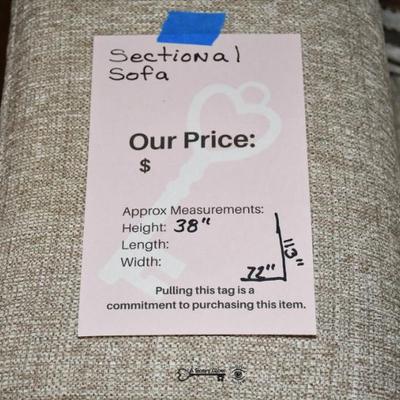 Sectional
Sofa
Our Price:
$
Approx Measurements:
Height: 38"
Length:
Width:
72"
113"
Pulling this tag is a
commitment to purchasing this item.